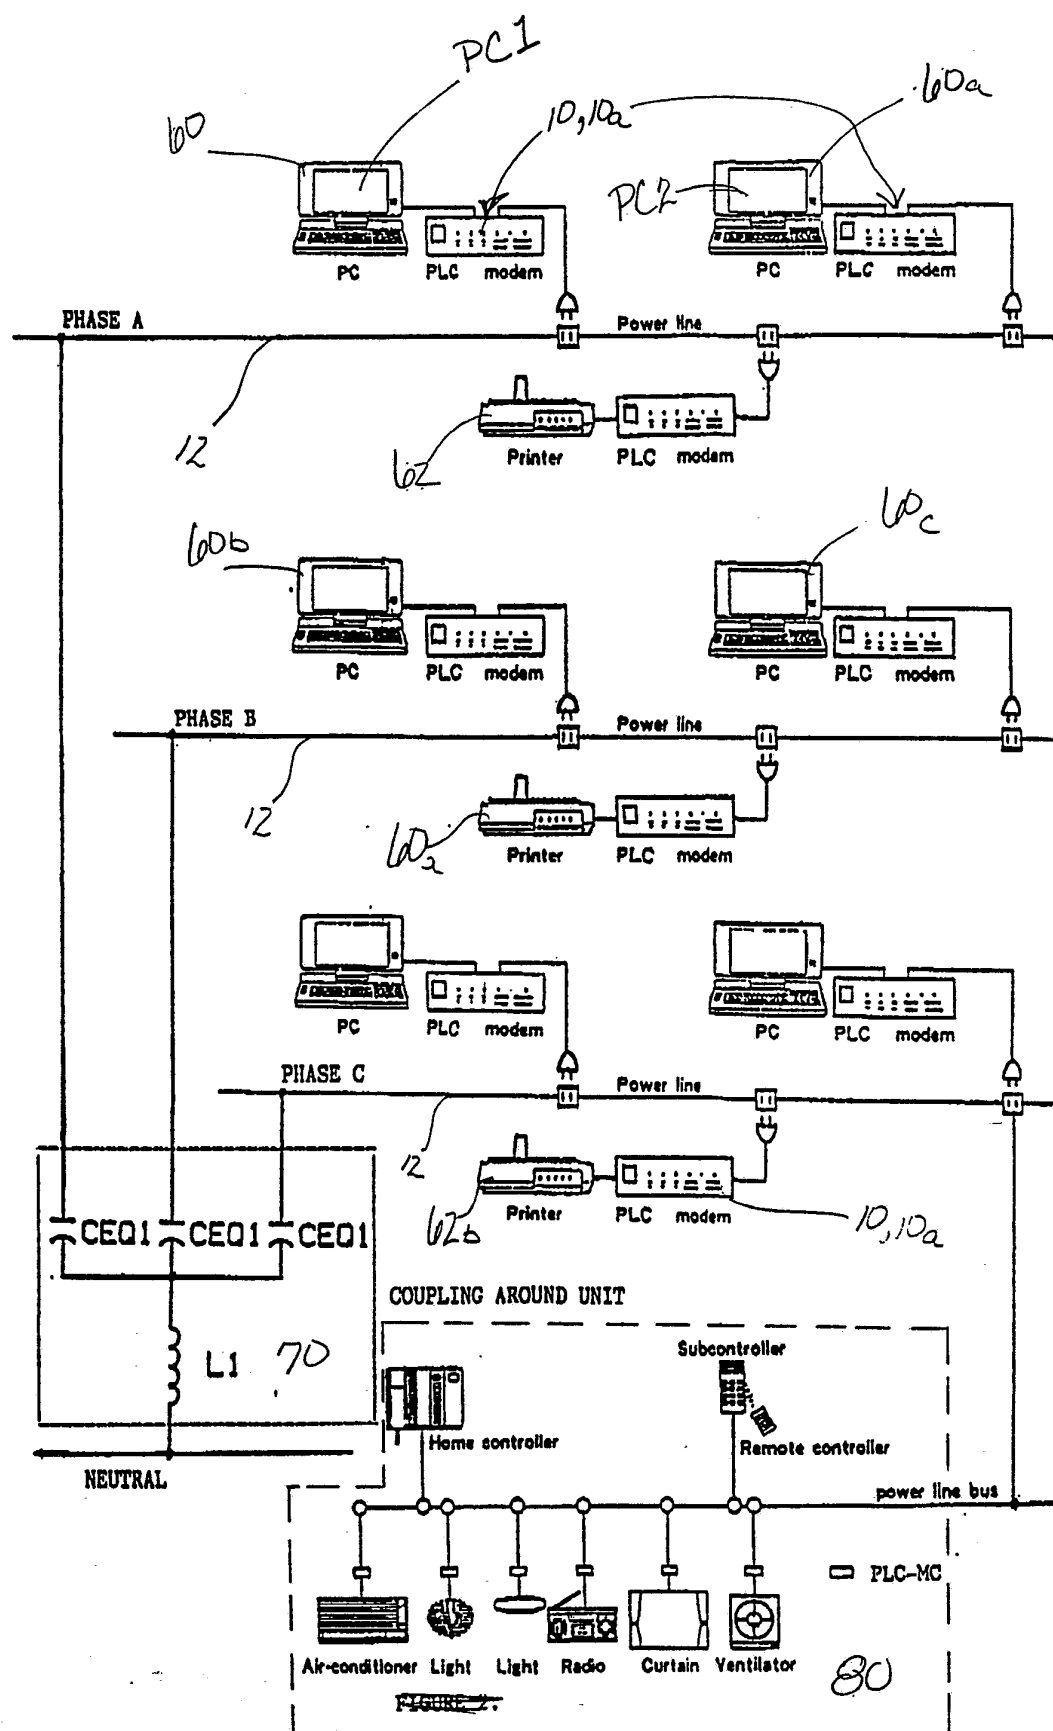 PC1
60
10,10a
60a
PC2
PC
PLC modem
PC
PLC modem
PHASE A
Power line
12
62
Printer
PLC modem
60b
60c
PC
PLC modem
PC
PLC modem
PHASE B
Power line
12
60a
Printer
PLC modem
PC
PLC modem
PC
PLC modem
PHASE C
Power line
12
62b
Printer
PLC modem
10,10a
CEQ1
CEQ1
CEQ1
COUPLING AROUND UNIT
L1
70
Subcontroller
Home controller
Remote controller
NEUTRAL
power line bus
PLC-MC
Air-conditioner
Light
Light
Radio
Curtain
Ventilator
80
FIGURE 2.